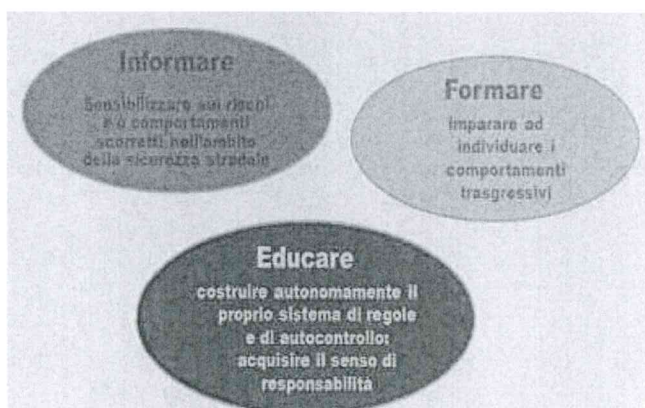 Informare
Sensibilizzare sui rischi
e o comportamenti
scorretti nell'ambito
della sicurezza stradale
Formare
imparare ad
individuare i
comportamenti
trasgressivi
Educare
costruire autonomamente il
proprio sistema di regole
e di autocontrollo;
acquisire il senso di
responsabilità